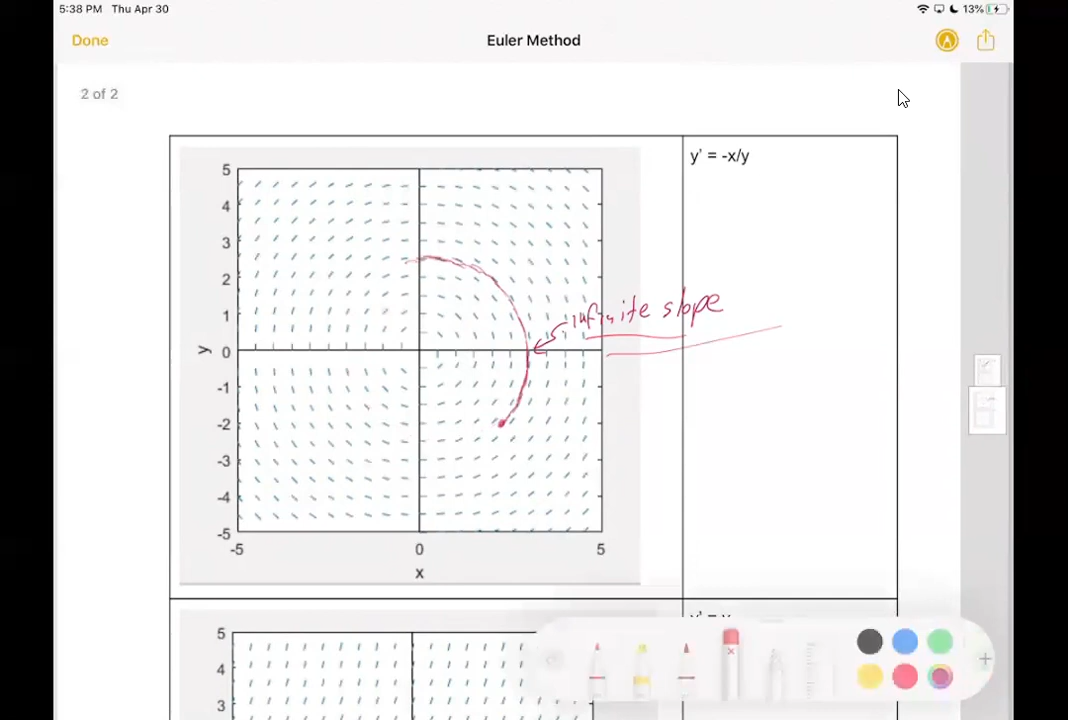 5:38 PM Thu Apr 30
13%
Done
Euler Method
2 of 2
y' = -x/y
5
4
3
2
1
0
-1
-2
-3
-4
-5
y
-5
0
5
x
infinite slope
5
4
3